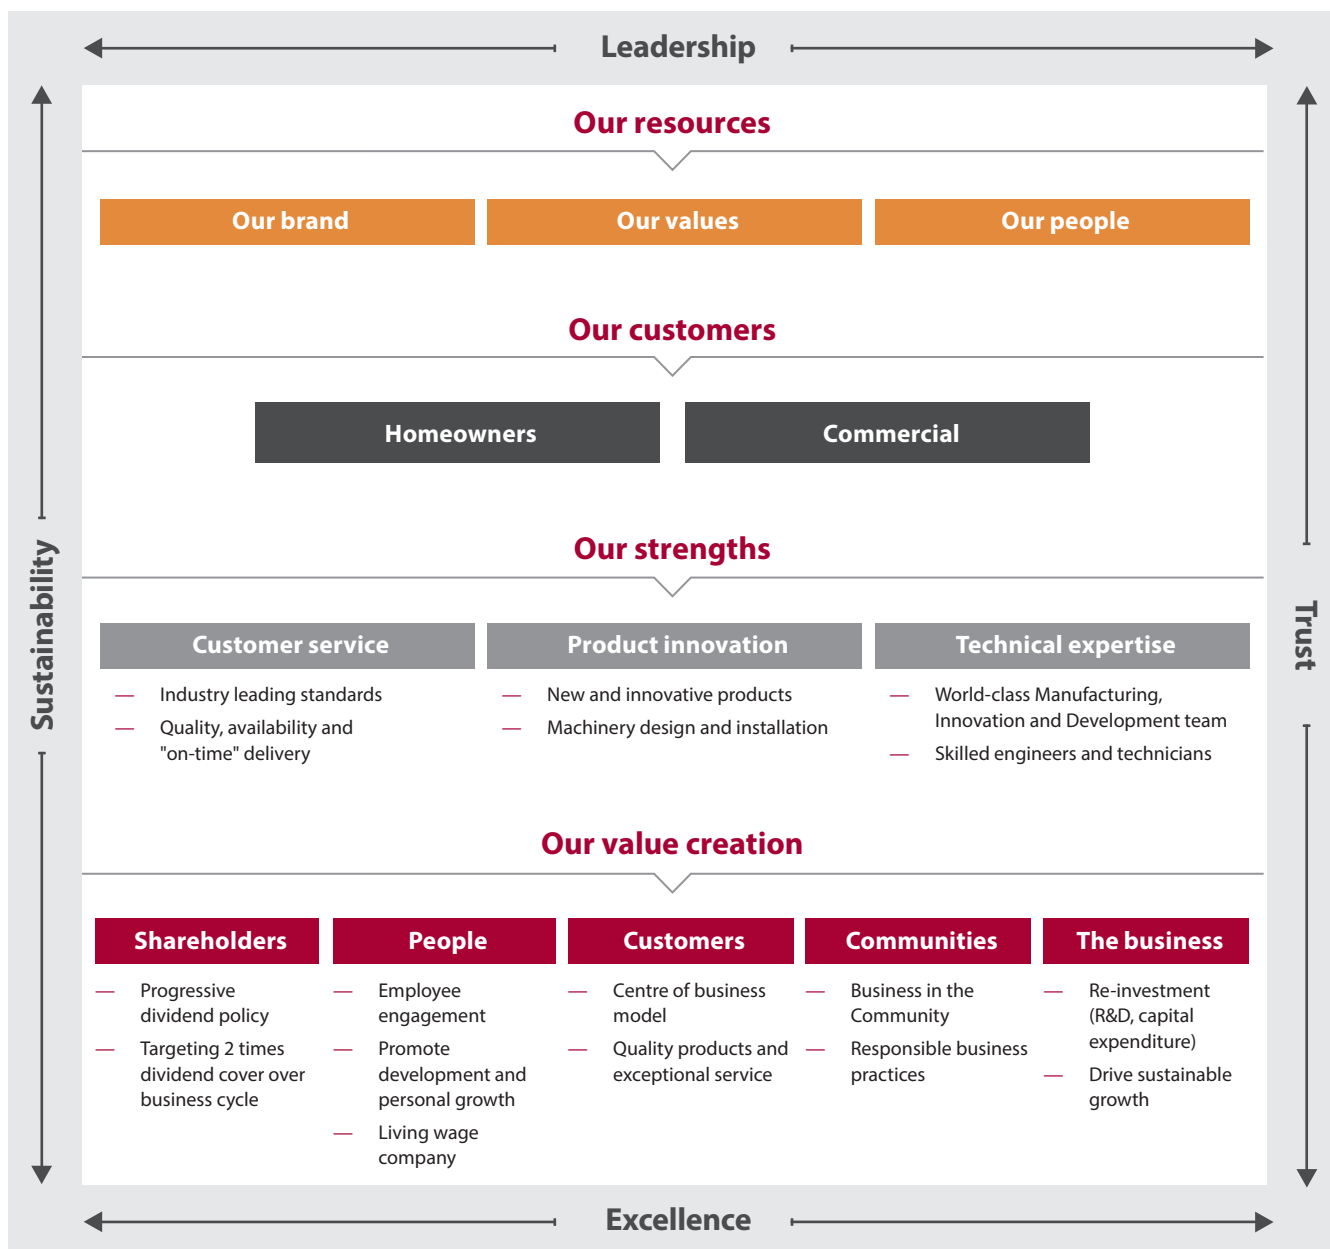 Leadership
Sustainability
Trust
Our resources
Our brand
Our values
Our people
Our customers
Homeowners
Commercial
Our strengths
Customer service
— Industry leading standards
— Quality, availability and
"on-time" delivery
Product innovation
— New and innovative products
— Machinery design and installation
Technical expertise
— World-class Manufacturing,
Innovation and Development team
— Skilled engineers and technicians
Our value creation
Shareholders
— Progressive
dividend policy
— Targeting 2 times
dividend cover over
business cycle
People
— Employee
engagement
— Promote
development and
personal growth
— Living wage
company
Customers
— Centre of business
model
— Quality products and
exceptional service
Communities
— Business in the
Community
— Responsible business
practices
The business
— Re-investment
(R&D, capital
expenditure)
— Drive sustainable
growth
Excellence